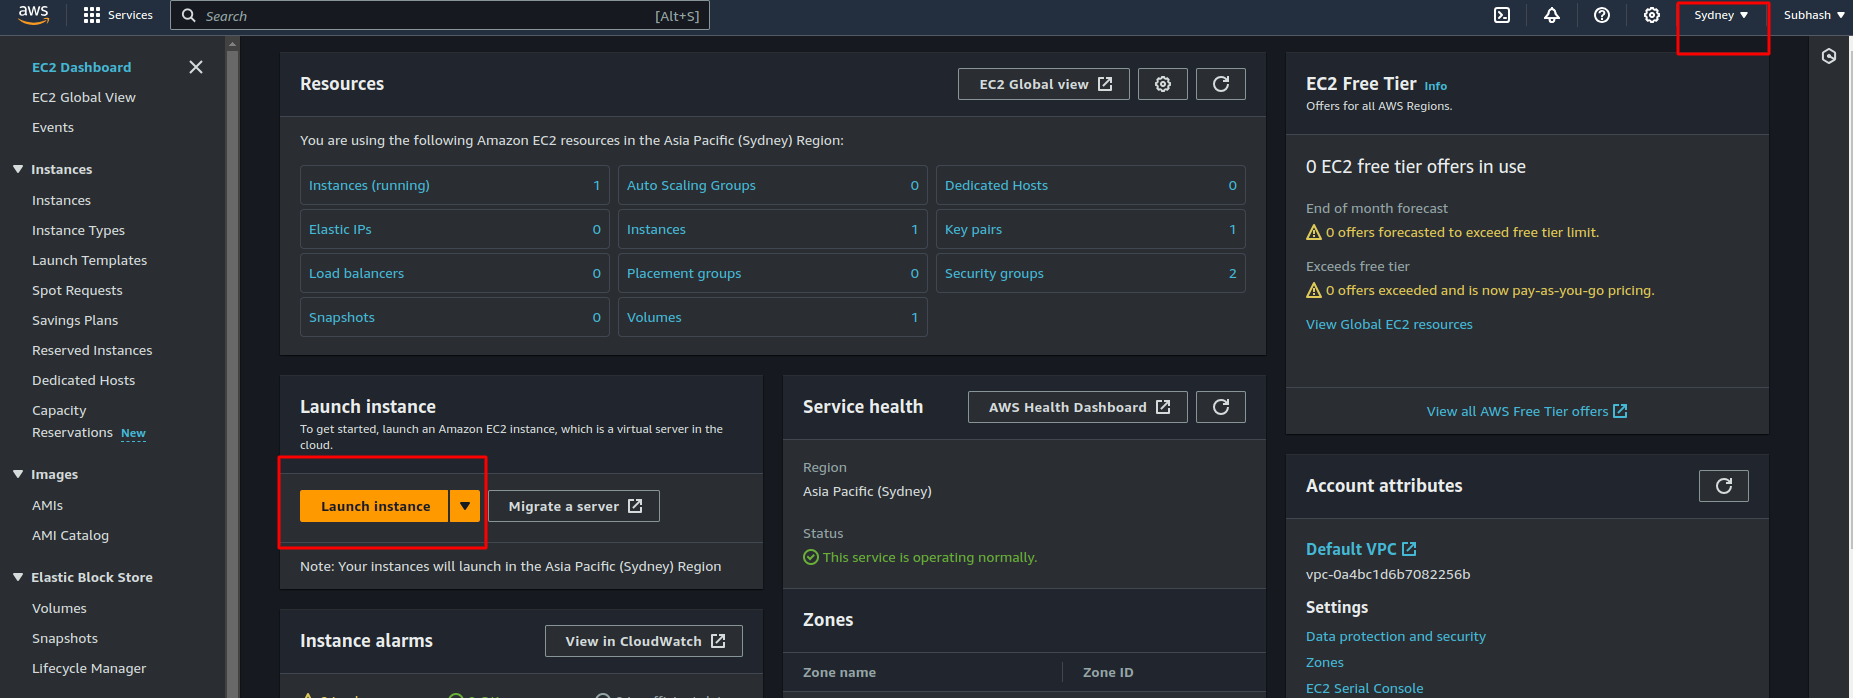 aws
Services
Search
[Alt+S]
Sydney ▼
Subhash ▼
EC2 Dashboard
EC2 Global View
Events
Instances
Instances
Instance Types
Launch Templates
Spot Requests
Savings Plans
Reserved Instances
Dedicated Hosts
Capacity
Reservations New
Images
AMIs
AMI Catalog
Elastic Block Store
Volumes
Snapshots
Lifecycle Manager
Resources
EC2 Global view
You are using the following Amazon EC2 resources in the Asia Pacific (Sydney) Region:
Instances (running) 1
Auto Scaling Groups 0
Dedicated Hosts 0
Elastic IPs 0
Instances 1
Key pairs 1
Load balancers 0
Placement groups 0
Security groups 2
Snapshots 0
Volumes 1
Launch instance
To get started, launch an Amazon EC2 instance, which is a virtual server in the
cloud.
Launch instance
Migrate a server
Note: Your instances will launch in the Asia Pacific (Sydney) Region
Instance alarms
View in CloudWatch
Service health
AWS Health Dashboard
Region
Asia Pacific (Sydney)
Status
This service is operating normally.
Zones
Zone name
Zone ID
EC2 Free Tier Info
Offers for all AWS Regions.
0 EC2 free tier offers in use
End of month forecast
0 offers forecasted to exceed free tier limit.
Exceeds free tier
0 offers exceeded and is now pay-as-you-go pricing.
View Global EC2 resources
View all AWS Free Tier offers
Account attributes
Default VPC
vpc-0a4bc1d6b7082256b
Settings
Data protection and security
Zones
EC2 Serial Console